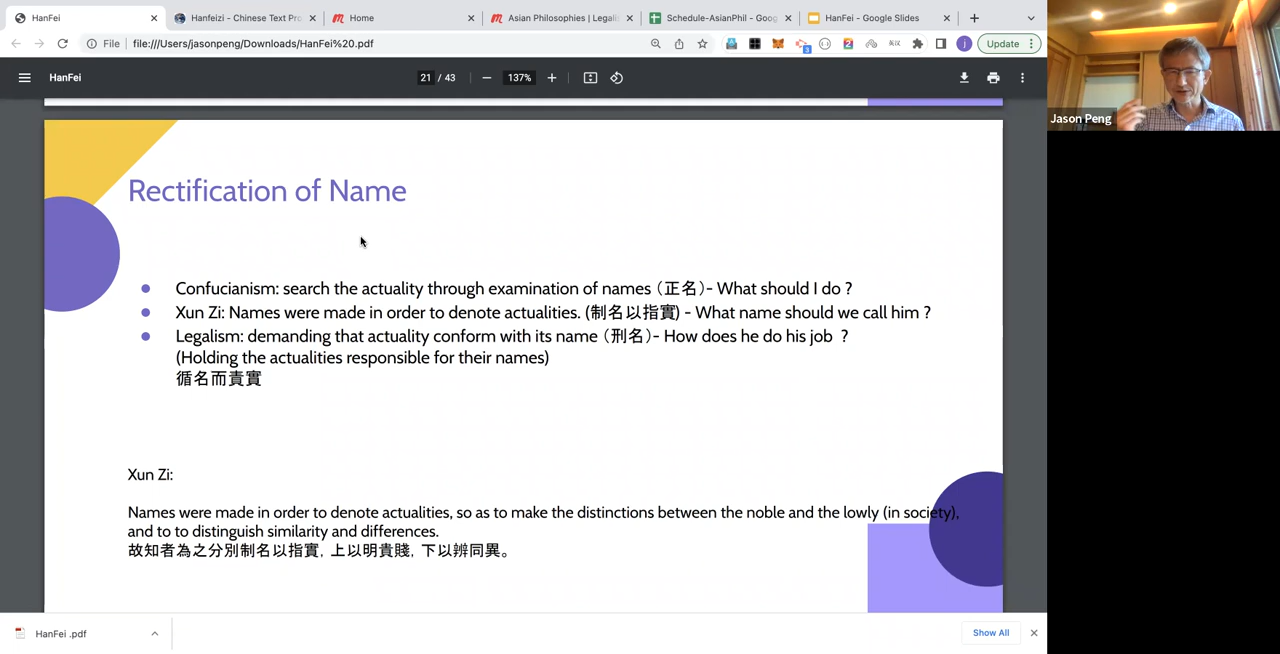 HanFei
Hanfeizi - Chinese Text Pro
Home
Asian Philosophies | Legali
Schedule-AsianPhil - Goog
HanFei - Google Slides
File
file:///Users/jasonpeng/Downloads/HanFei%20.pdf
3
2
j
Update
HanFei
21 / 43
137%
Jason Peng
Rectification of Name
Confucianism: search the actuality through examination of names (正名)- What should I do ?
Xun Zi: Names were made in order to denote actualities. (制名以指實) - What name should we call him ?
Legalism: demanding that actuality conform with its name (刑名)- How does he do his job ?
(Holding the actualities responsible for their names)
循名而責實
Xun Zi:
Names were made in order to denote actualities, so as to make the distinctions between the noble and the lowly (in society),
and to to distinguish similarity and differences.
故知者為之分別制名以指實, 上以明貴賤, 下以辨同異。
HanFei .pdf
Show All